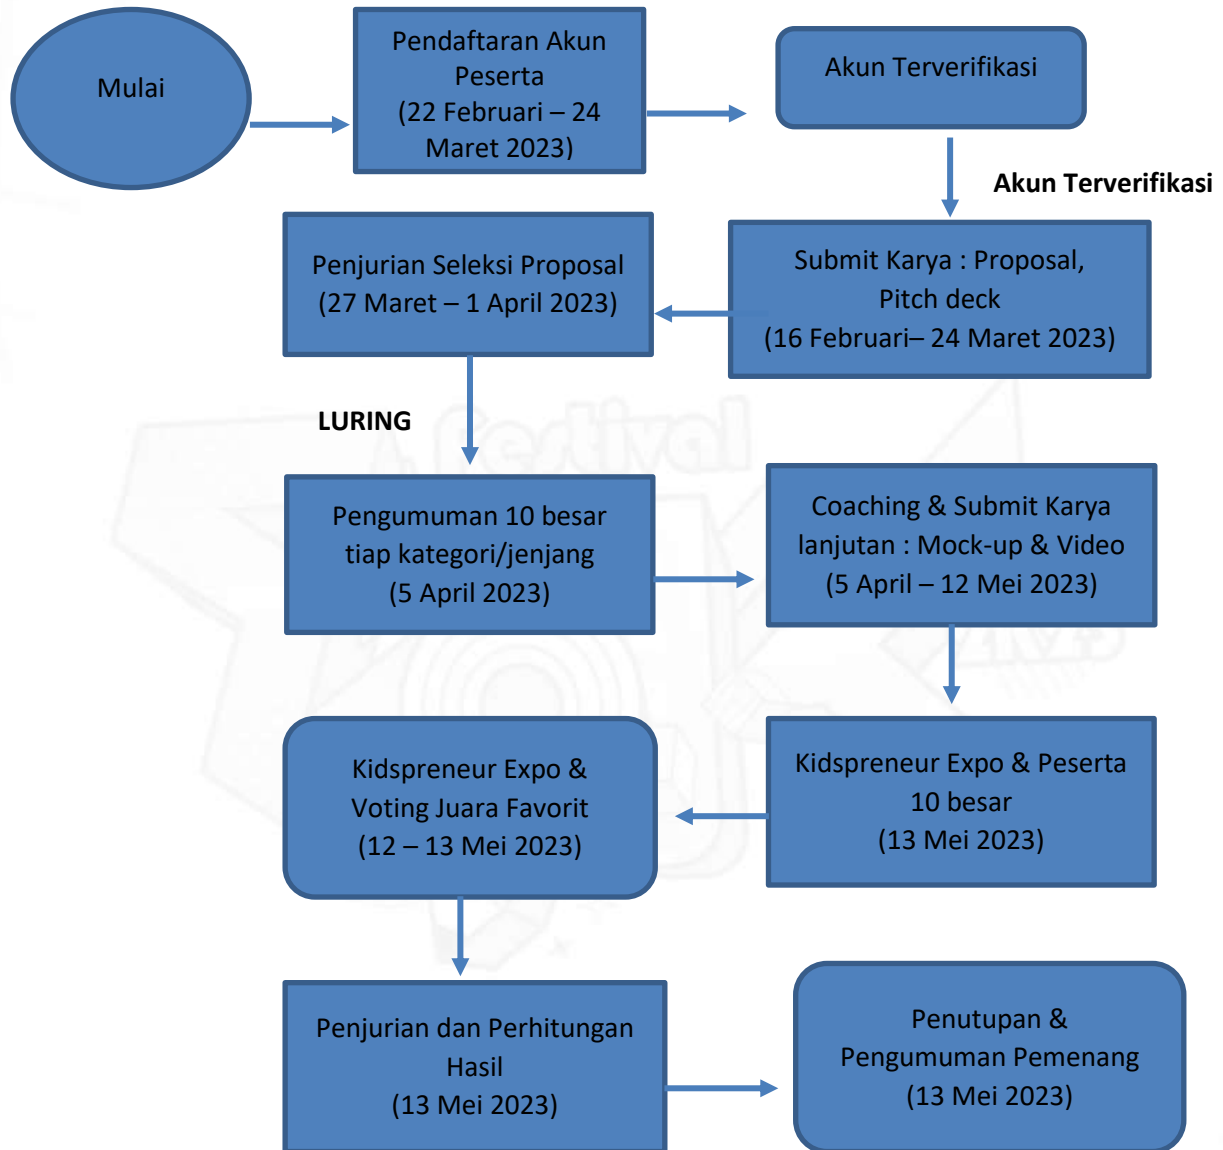 Mulai
Pendaftaran Akun
Peserta
(22 Februari – 24
Maret 2023)
Akun Terverifikasi
Akun Terverifikasi
Submit Karya : Proposal,
Pitch deck
(16 Februari– 24 Maret 2023)
Penjurian Seleksi Proposal
(27 Maret – 1 April 2023)
LURING
festival
Pengumuman 10 besar
tiap kategori/jenjang
(5 April 2023)
Coaching & Submit Karya
lanjutan : Mock-up & Video
(5 April – 12 Mei 2023)
Kidspreneur Expo & Peserta
10 besar
(13 Mei 2023)
Kidspreneur Expo &
Voting Juara Favorit
(12 – 13 Mei 2023)
Penjurian dan Perhitungan
Hasil
(13 Mei 2023)
Penutupan &
Pengumuman Pemenang
(13 Mei 2023)